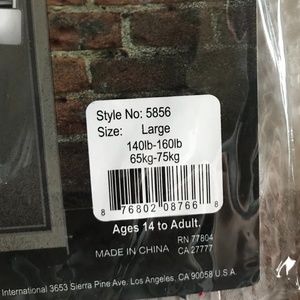 Style No: 5856
Size: Large
140lb-160lb
65kg-75kg
8 76802 08766 8
Ages 14 to Adult.
MADE IN CHINA
RN 77804
CA 27777
International 3653 Sierra Pine Ave. Los Angeles, CA 90058 U.S.A.